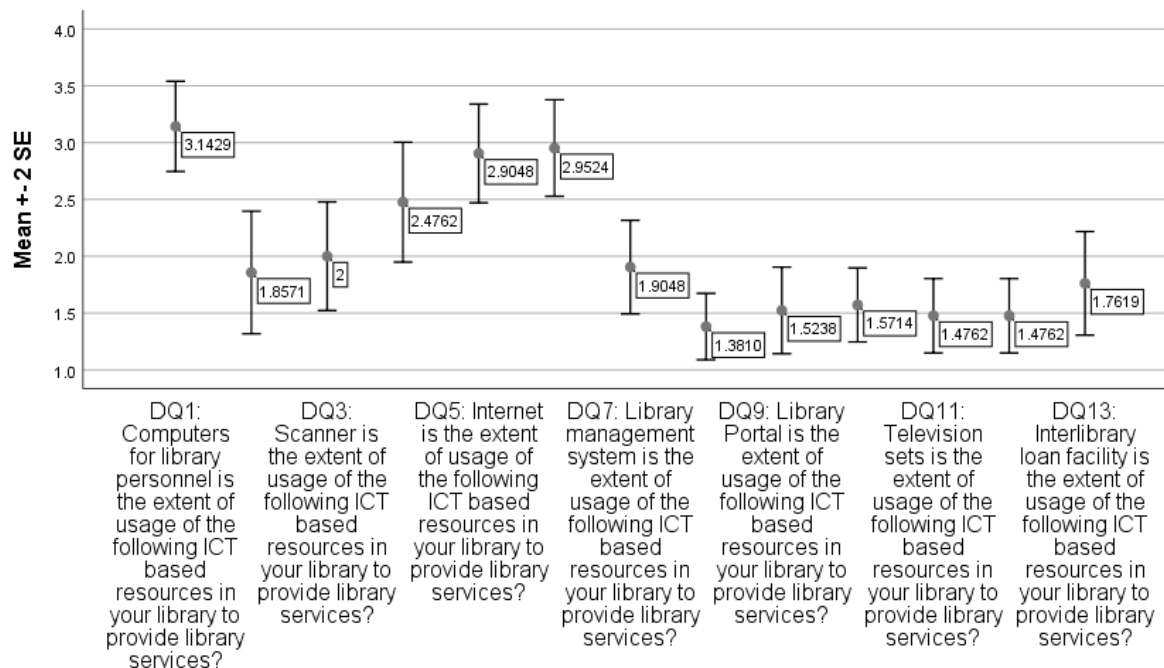 4.0
3.5
3.0
2.5
2.0
1.5
1.0
Mean +- 2 SE
3.1429
1.8571
2
2.4762
2.9048
2.9524
1.9048
1.3810
1.5238
1.5714
1.4762
1.4762
1.7619
DQ1:
Computers
for library
personnel is
the extent of
usage of the
following ICT
based
resources in
your library to
provide library
services?
DQ3:
Scanner is
the extent of
usage of the
following ICT
based
resources in
your library to
provide library
services?
DQ5: Internet
is the extent
of usage of
the following
ICT based
resources in
your library to
provide library
services?
DQ7: Library
management
system is the
extent of
usage of the
following ICT
based
resources in
your library to
provide library
services?
DQ9: Library
Portal is the
extent of
usage of the
following ICT
based
resources in
your library to
provide library
services?
DQ11:
Television
sets is the
extent of
usage of the
following ICT
based
resources in
your library to
provide library
services?
DQ13:
Interlibrary
loan facility is
the extent of
usage of the
following ICT
based
resources in
your library to
provide library
services?